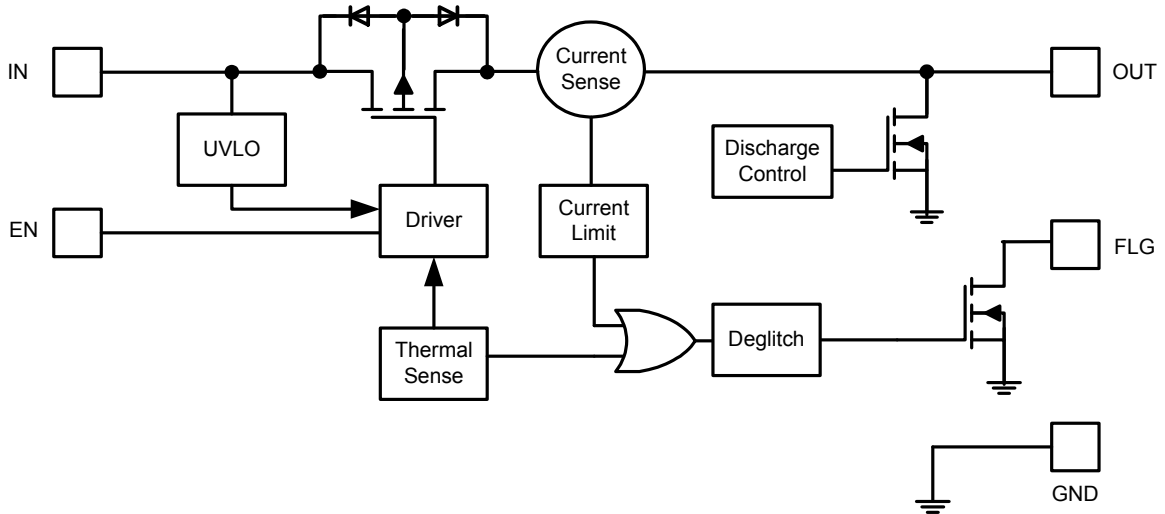 IN
Current
Sense
OUT
UVLO
Discharge
Control
EN
Driver
Current
Limit
FLG
Thermal
Sense
Deglitch
GND